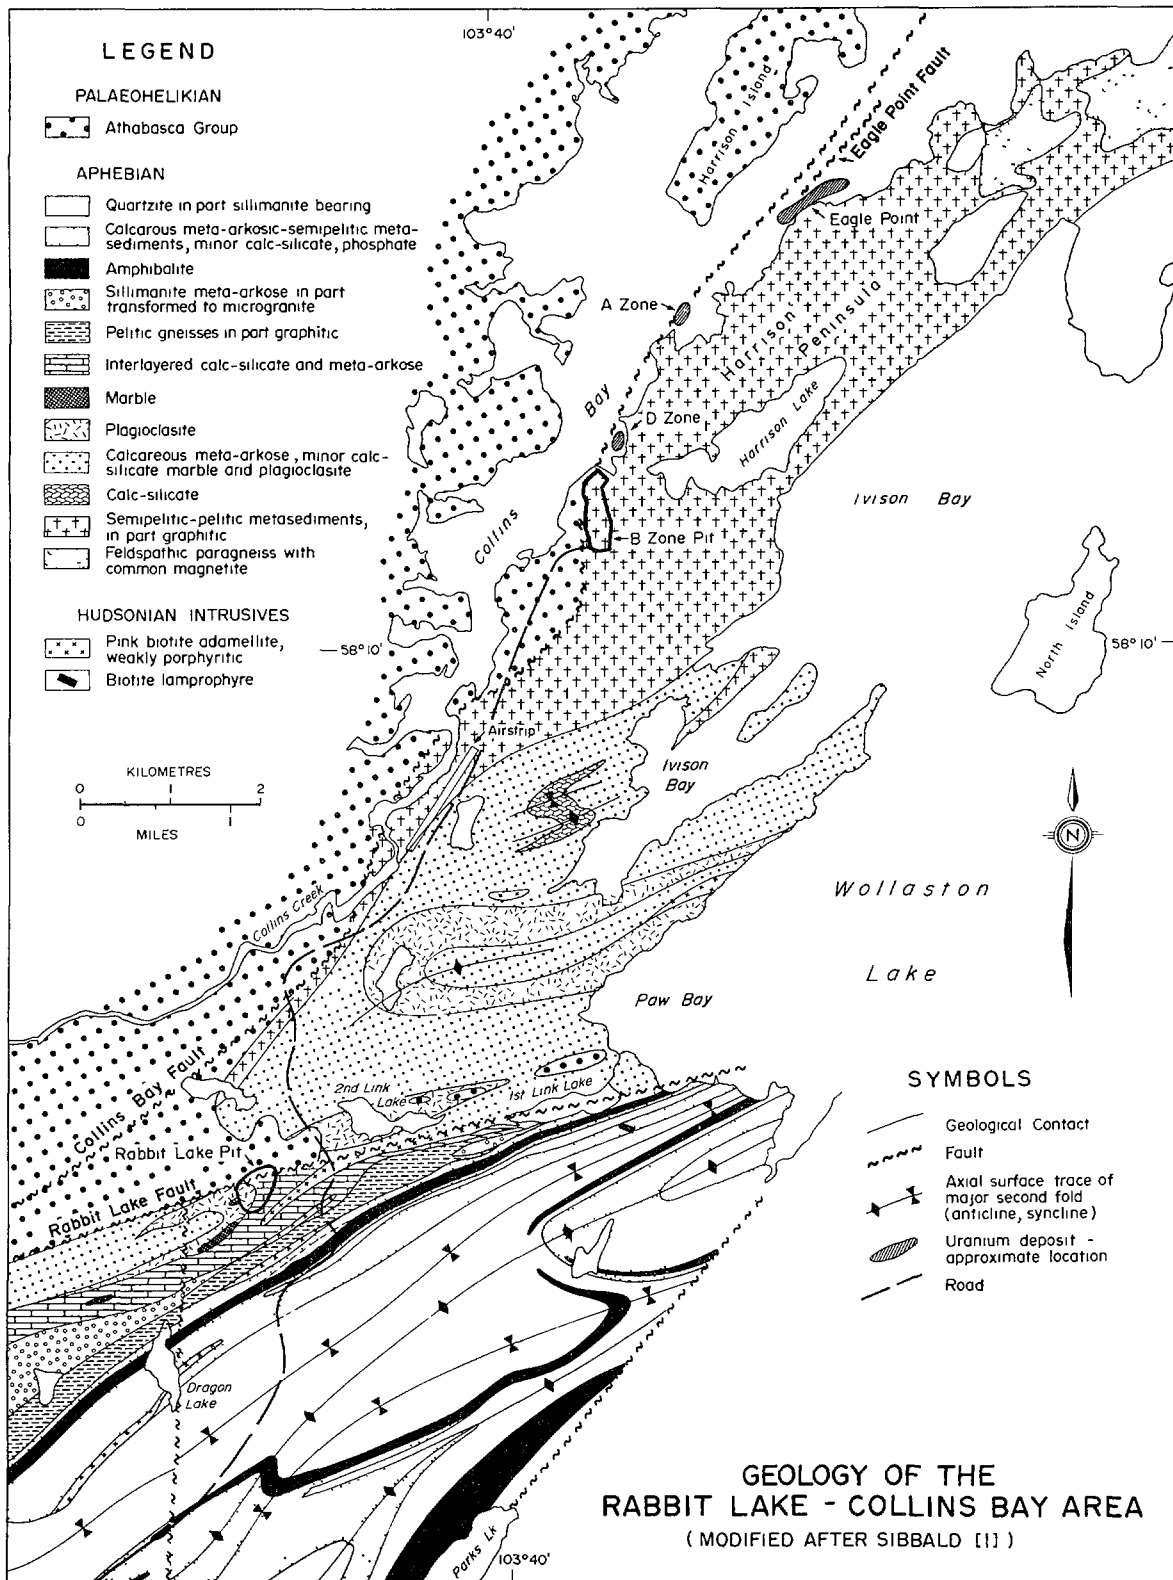 LEGEND
PALAEOHELIKIAN
Athabasca Group
APHEBIAN
Quartzite in part sillimanite bearing
Calcarous meta-arkosic-semipelitic meta-
sediments, minor calc-silicate, phosphate
Amphibalite
Sillimanite meta-arkose in part
transformed to microgranite
Pelitic gneisses in part graphitic
Interlayered calc-silicate and meta-arkose
Marble
Plagioclasite
Calcareous meta-arkose, minor calc-
silicate marble and plagioclasite
Calc-silicate
Semipelitic-pelitic metasediments,
in part graphitic
Feldspathic paragneiss with
common magnetite
HUDSONIAN INTRUSIVES
Pink biotite adamellite,
weakly porphyritic
Biotite lamprophyre
KILOMETRES
0 1 2
0 1
MILES
103°40'
Harrison Island
Eagle Point Fault
Eagle Point
A Zone
Harrison Peninsula
Collins Bay
D Zone
Harrison Lake
Ivison Bay
B Zone Pit
58°10'
North Island
58°10'
Airstrip
Ivison
Bay
N
Wollaston
Lake
Collins Creek
Paw Bay
Collins Bay Fault
2nd Link
Lake
1st Link Lake
Rabbit Lake Pit
Rabbit Lake Fault
Dragon
Lake
Parks Lk
103°40'
SYMBOLS
Geological Contact
Fault
Axial surface trace of
major second fold
(anticline, syncline)
Uranium deposit -
approximate location
Road
GEOLOGY OF THE
RABBIT LAKE - COLLINS BAY AREA
(MODIFIED AFTER SIBBALD [1])